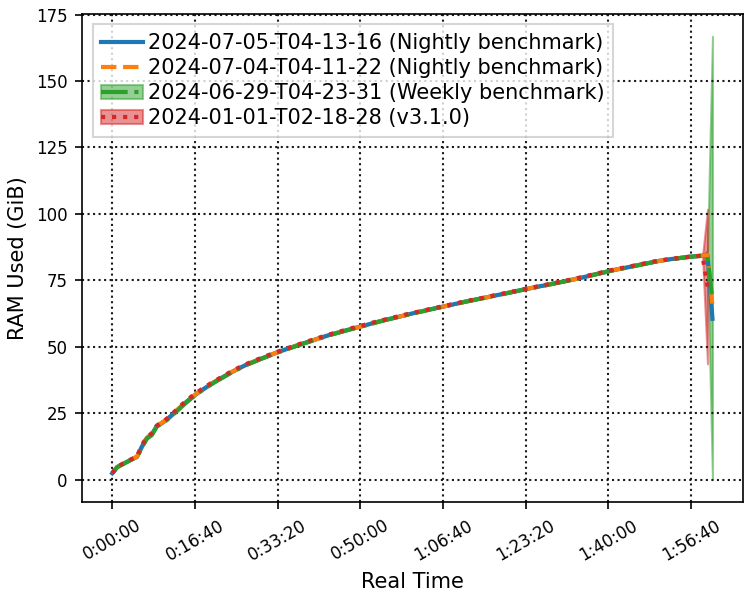 175
150
125
100
75
50
25
0
RAM Used (GiB)
2024-07-05-T04-13-16 (Nightly benchmark)
2024-07-04-T04-11-22 (Nightly benchmark)
2024-06-29-T04-23-31 (Weekly benchmark)
2024-01-01-T02-18-28 (v3.1.0)
0:00:00
0:16:40
0:33:20
0:50:00
1:06:40
1:23:20
1:40:00
1:56:40
Real Time